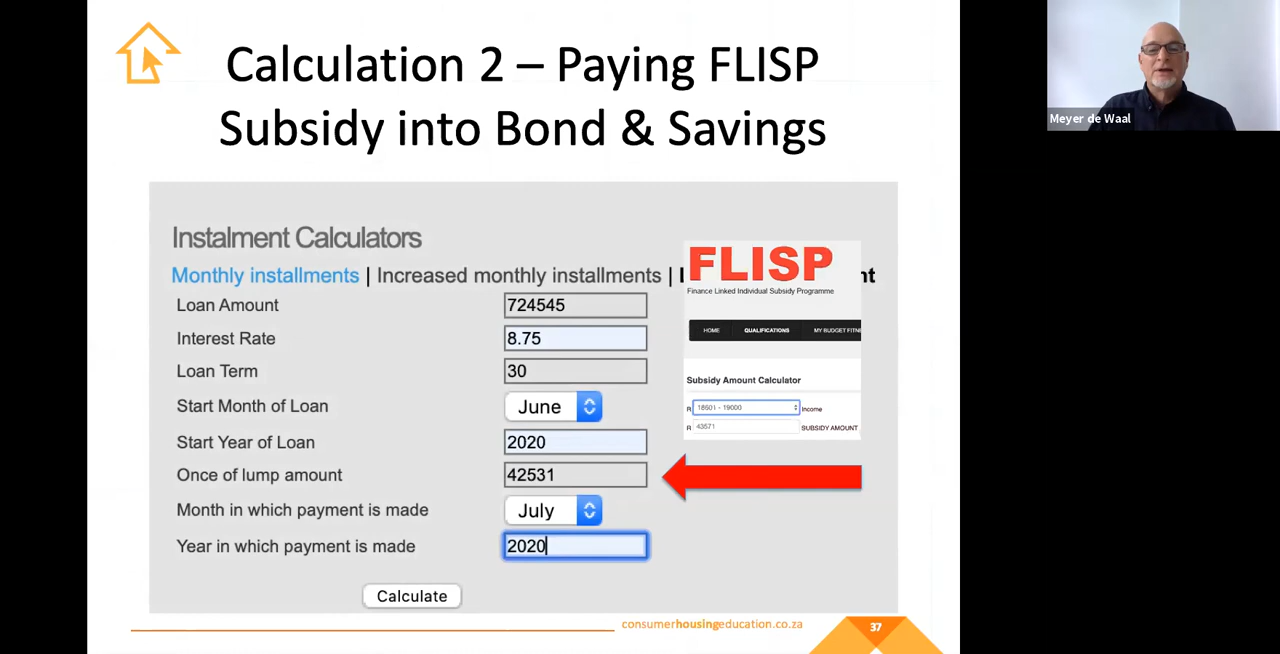 Calculation 2 – Paying FLISP
Subsidy into Bond & Savings
Meyer de Waal
Instalment Calculators
Monthly installments | Increased monthly installments |
Loan Amount 724545
Interest Rate 8.75
Loan Term 30
Start Month of Loan June
Start Year of Loan 2020
Once of lump amount 42531
Month in which payment is made July
Year in which payment is made 2020
Calculate
FLISP
Finance Linked Individual Subsidy Programme
HOME QUALIFICATIONS MY BUDGET FITN
Subsidy Amount Calculator
R 18601 - 19000 Income
R 43571 SUBSIDY AMOUNT
consumerhousingeducation.co.za
37